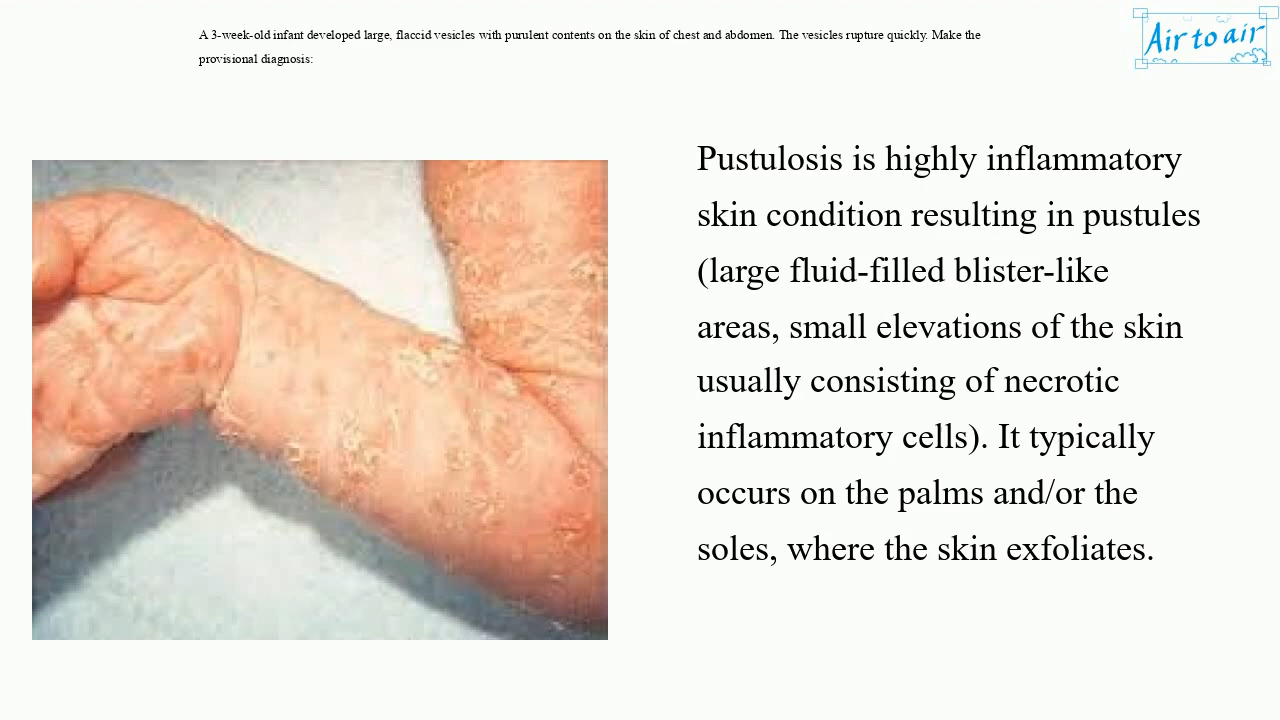 A 3-week-old infant developed large, flaccid vesicles with purulent contents on the skin of chest and abdomen. The vesicles rupture quickly. Make the
provisional diagnosis:
Air to air
Pustulosis is highly inflammatory
skin condition resulting in pustules
(large fluid-filled blister-like
areas, small elevations of the skin
usually consisting of necrotic
inflammatory cells). It typically
occurs on the palms and/or the
soles, where the skin exfoliates.